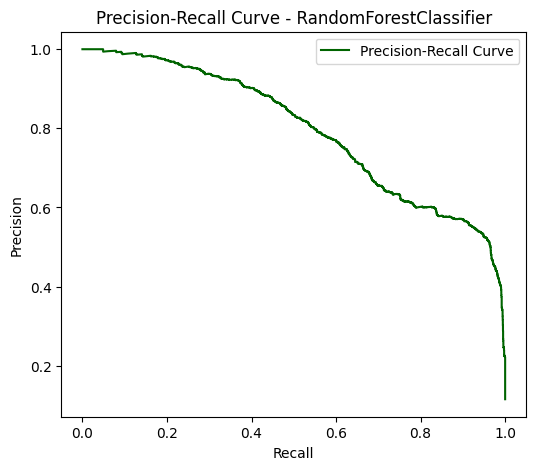 Precision-Recall Curve - RandomForestClassifier
Precision-Recall Curve
1.0
0.8
0.6
0.4
0.2
Precision
0.0 0.2 0.4 0.6 0.8 1.0
Recall